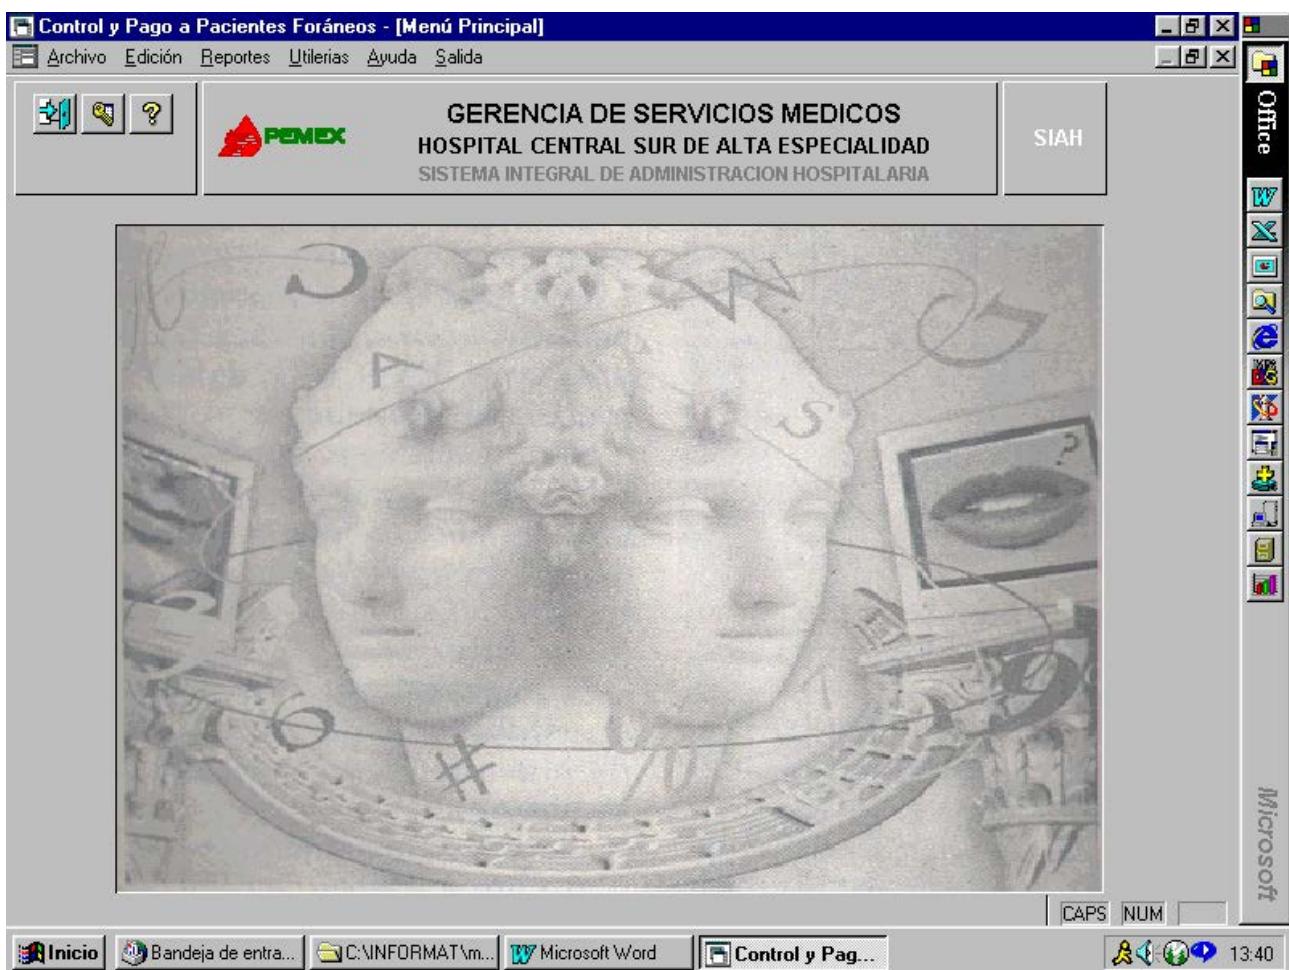 Control y Pago a Pacientes Foráneos - [Menú Principal]
Archivo Edición Reportes Utilerias Ayuda Salida
PEMEX
GERENCIA DE SERVICIOS MEDICOS
HOSPITAL CENTRAL SUR DE ALTA ESPECIALIDAD
SISTEMA INTEGRAL DE ADMINISTRACION HOSPITALARIA
SIAH
Office
A
W
S
?
6
#
9
Microsoft
CAPS NUM
Inicio
Bandeja de entra...
C:\INFORMAT\m...
Microsoft Word
Control y Pag...
13:40